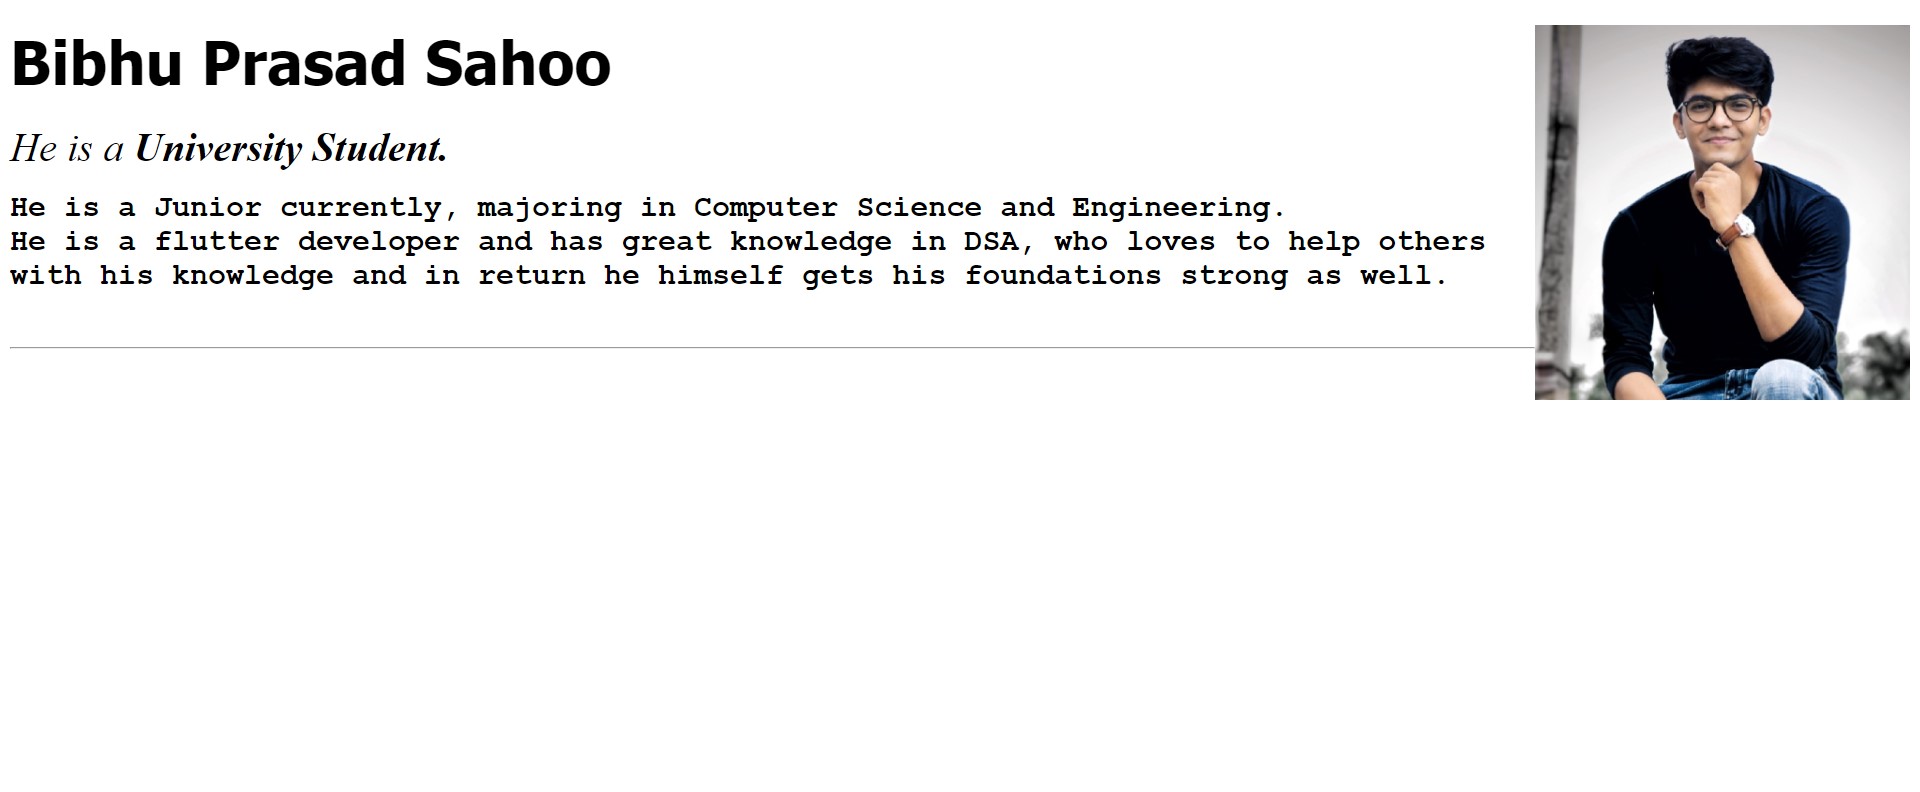 Bibhu Prasad Sahoo
He is a University Student.
He is a Junior currently, majoring in Computer Science and Engineering.
He is a flutter developer and has great knowledge in DSA, who loves to help others
with his knowledge and in return he himself gets his foundations strong as well.